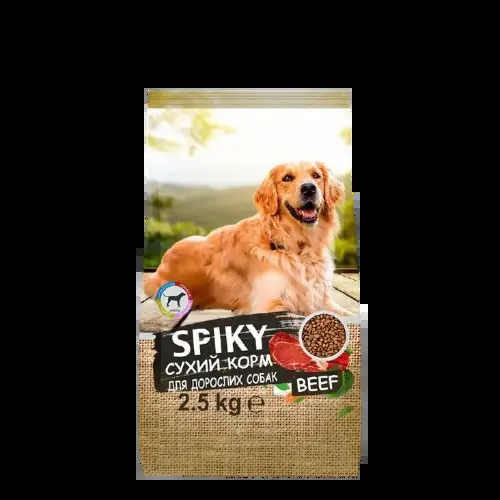 SPIKY
СУХИЙ КОРМ
ДЛЯ ДОРОСЛИХ СОБАК
BEEF
2.5 kg ℮